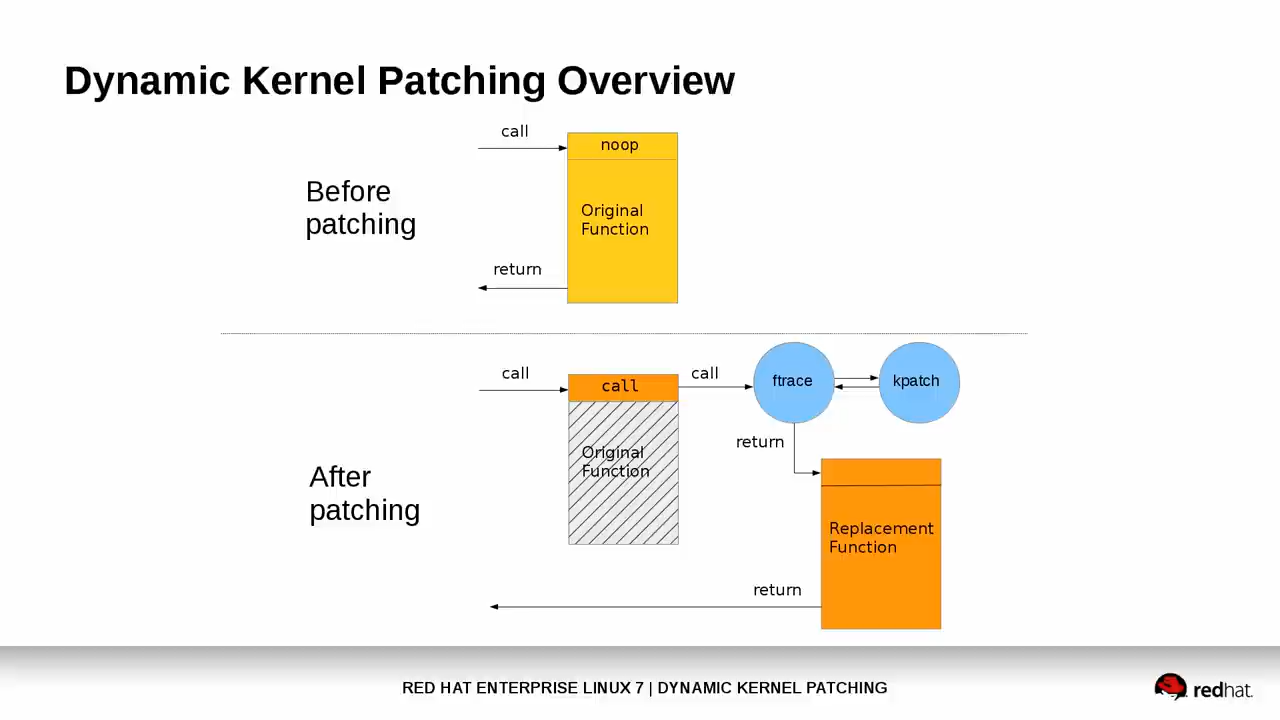 Dynamic Kernel Patching Overview
call
noop
Before
patching
Original
Function
return
call
call
call
ftrace
kpatch
Original
Function
return
After
patching
Replacement
Function
return
RED HAT ENTERPRISE LINUX 7 | DYNAMIC KERNEL PATCHING
redhat.